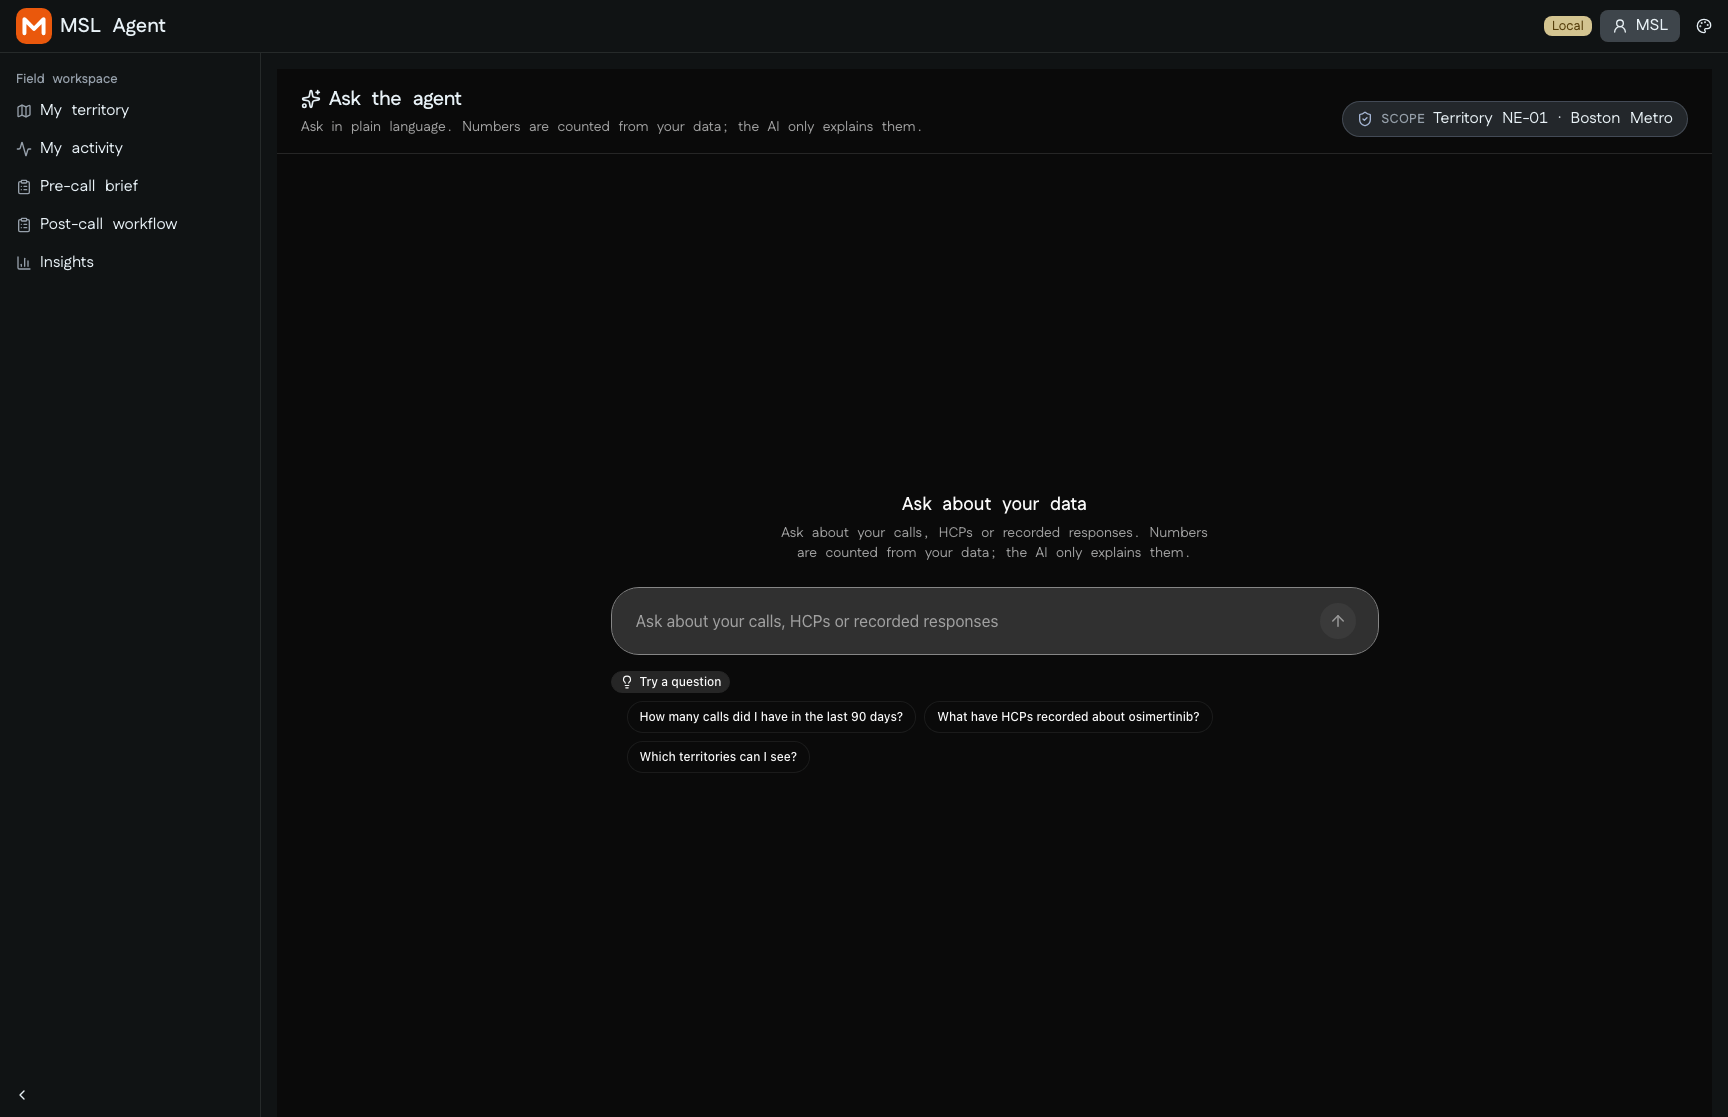 MSL Agent
Local
MSL
Field workspace
My territory
My activity
Pre-call brief
Post-call workflow
Insights
Ask the agent
Ask in plain language. Numbers are counted from your data; the AI only explains them.
SCOPE Territory NE-01 · Boston Metro
Ask about your data
Ask about your calls, HCPs or recorded responses. Numbers
are counted from your data; the AI only explains them.
Ask about your calls, HCPs or recorded responses
Try a question
How many calls did I have in the last 90 days?
What have HCPs recorded about osimertinib?
Which territories can I see?